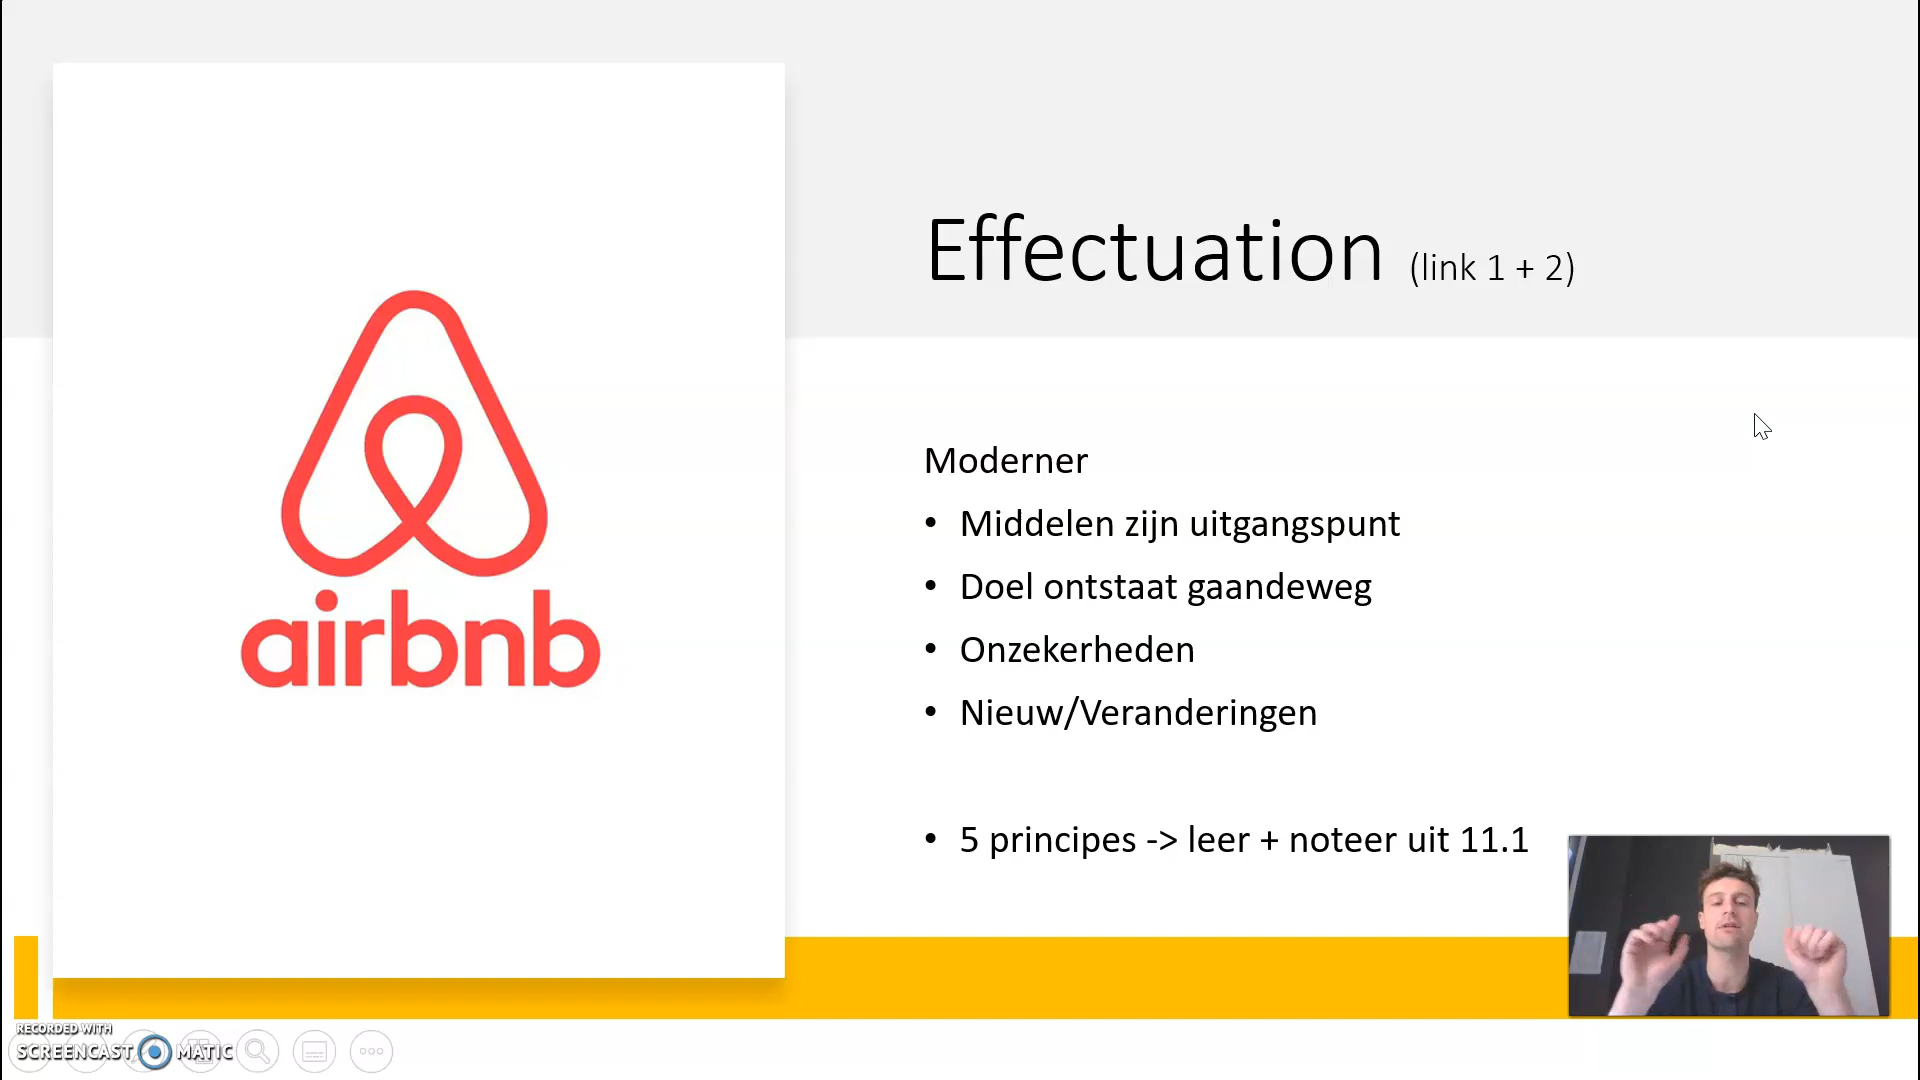 airbnb
Effectuation (link 1 + 2)
Moderner
• Middelen zijn uitgangspunt
• Doel ontstaat gaandeweg
• Onzekerheden
• Nieuw/Veranderingen
• 5 principes -> leer + noteer uit 11.1
RECORDED WITH
SCREENCAST MATIC